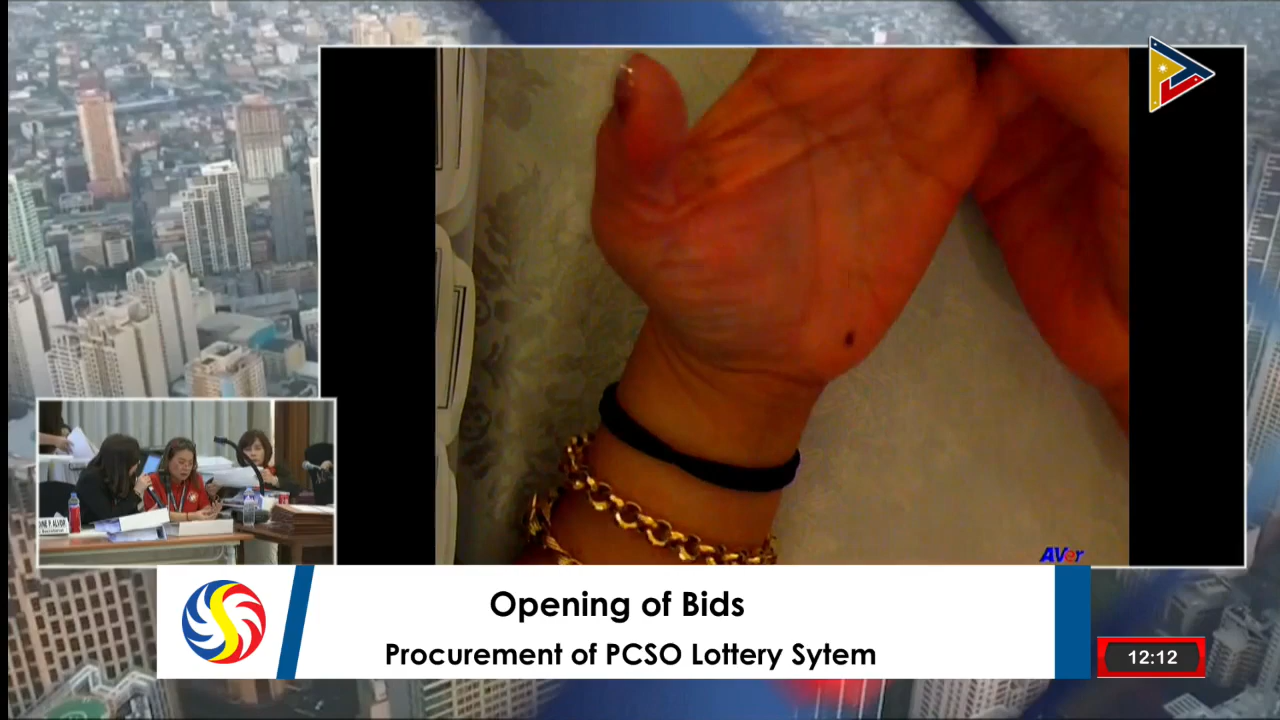 AVer
Opening of Bids
Procurement of PCSO Lottery Sytem
12:12